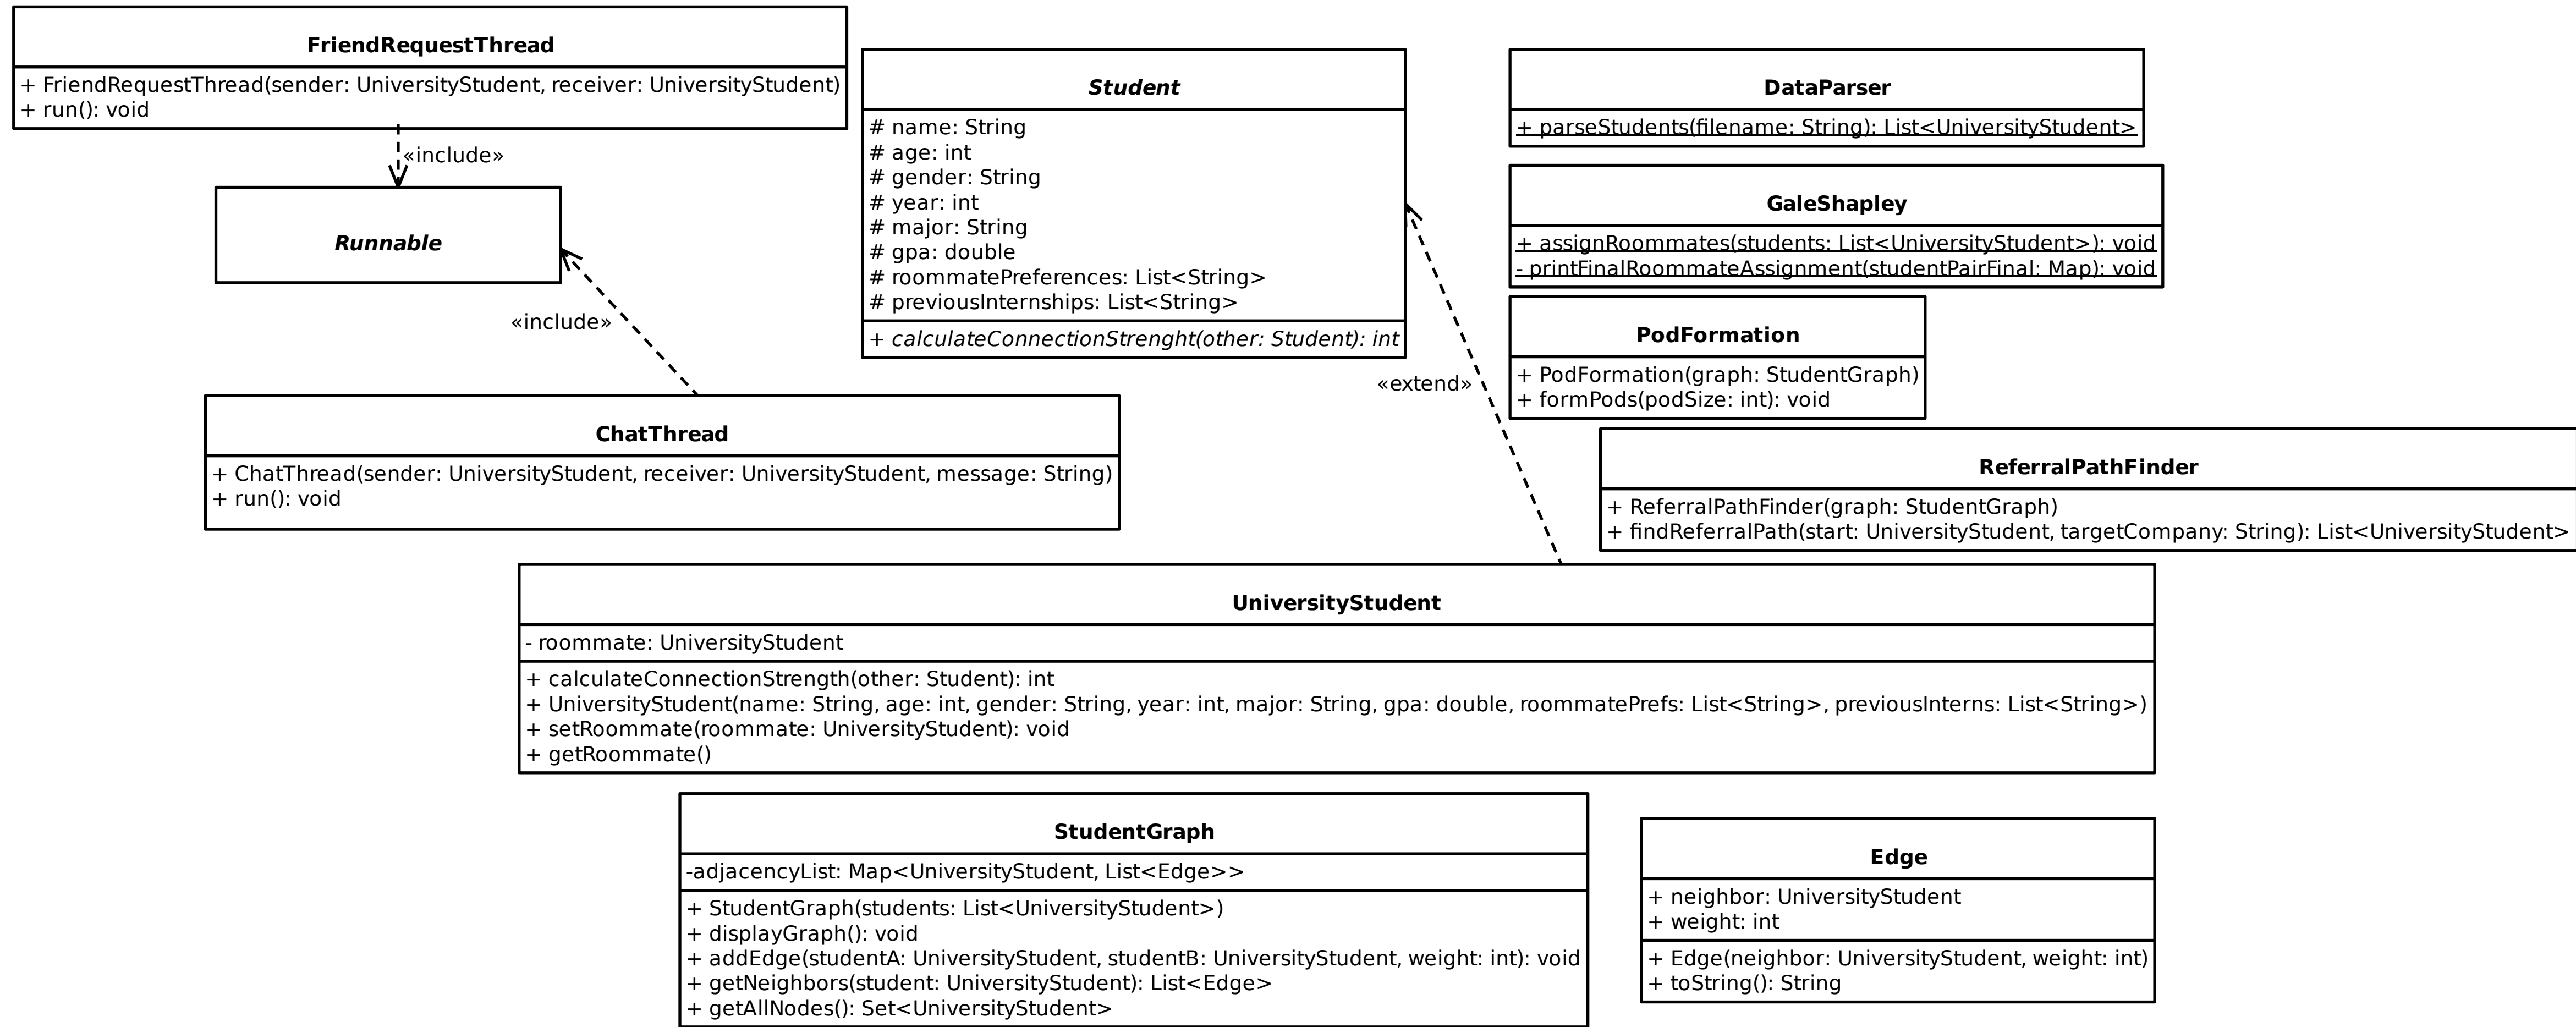 FriendRequestThread
+ FriendRequestThread(sender: UniversityStudent, receiver: UniversityStudent)
+ run(): void
«include»
Runnable
«include»
ChatThread
+ ChatThread(sender: UniversityStudent, receiver: UniversityStudent, message: String)
+ run(): void
Student
# name: String
# age: int
# gender: String
# year: int
# major: String
# gpa: double
# roommatePreferences: List<String>
# previousInternships: List<String>
+ calculateConnectionStrenght(other: Student): int
«extend»
DataParser
+ parseStudents(filename: String): List<UniversityStudent>
GaleShapley
+ assignRoommates(students: List<UniversityStudent>): void
- printFinalRoommateAssignment(studentPairFinal: Map): void
PodFormation
+ PodFormation(graph: StudentGraph)
+ formPods(podSize: int): void
ReferralPathFinder
+ ReferralPathFinder(graph: StudentGraph)
+ findReferralPath(start: UniversityStudent, targetCompany: String): List<UniversityStudent>
UniversityStudent
- roommate: UniversityStudent
+ calculateConnectionStrength(other: Student): int
+ UniversityStudent(name: String, age: int, gender: String, year: int, major: String, gpa: double, roommatePrefs: List<String>, previousInterns: List<String>)
+ setRoommate(roommate: UniversityStudent): void
+ getRoommate()
StudentGraph
-adjacencyList: Map<UniversityStudent, List<Edge>>
+ StudentGraph(students: List<UniversityStudent>)
+ displayGraph(): void
+ addEdge(studentA: UniversityStudent, studentB: UniversityStudent, weight: int): void
+ getNeighbors(student: UniversityStudent): List<Edge>
+ getAllNodes(): Set<UniversityStudent>
Edge
+ neighbor: UniversityStudent
+ weight: int
+ Edge(neighbor: UniversityStudent, weight: int)
+ toString(): String